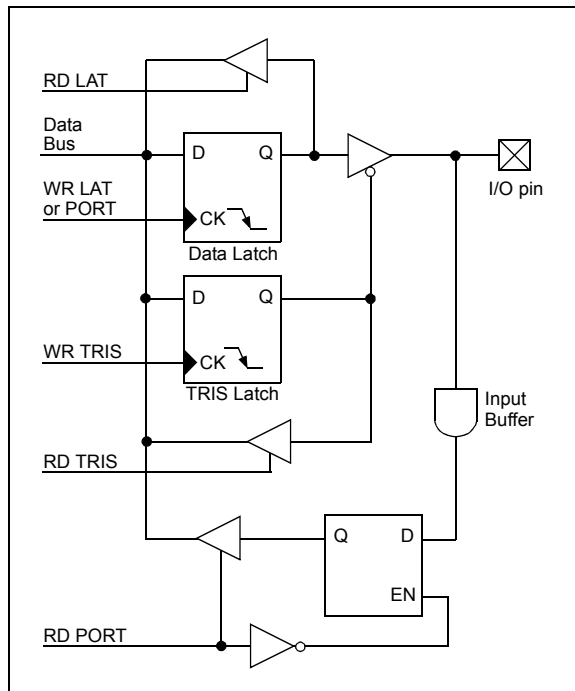 RD LAT
Data
Bus
D
Q
WR LAT
or PORT
CK
I/O pin
Data Latch
D
Q
WR TRIS
CK
TRIS Latch
Input
Buffer
RD TRIS
Q
D
EN
RD PORT